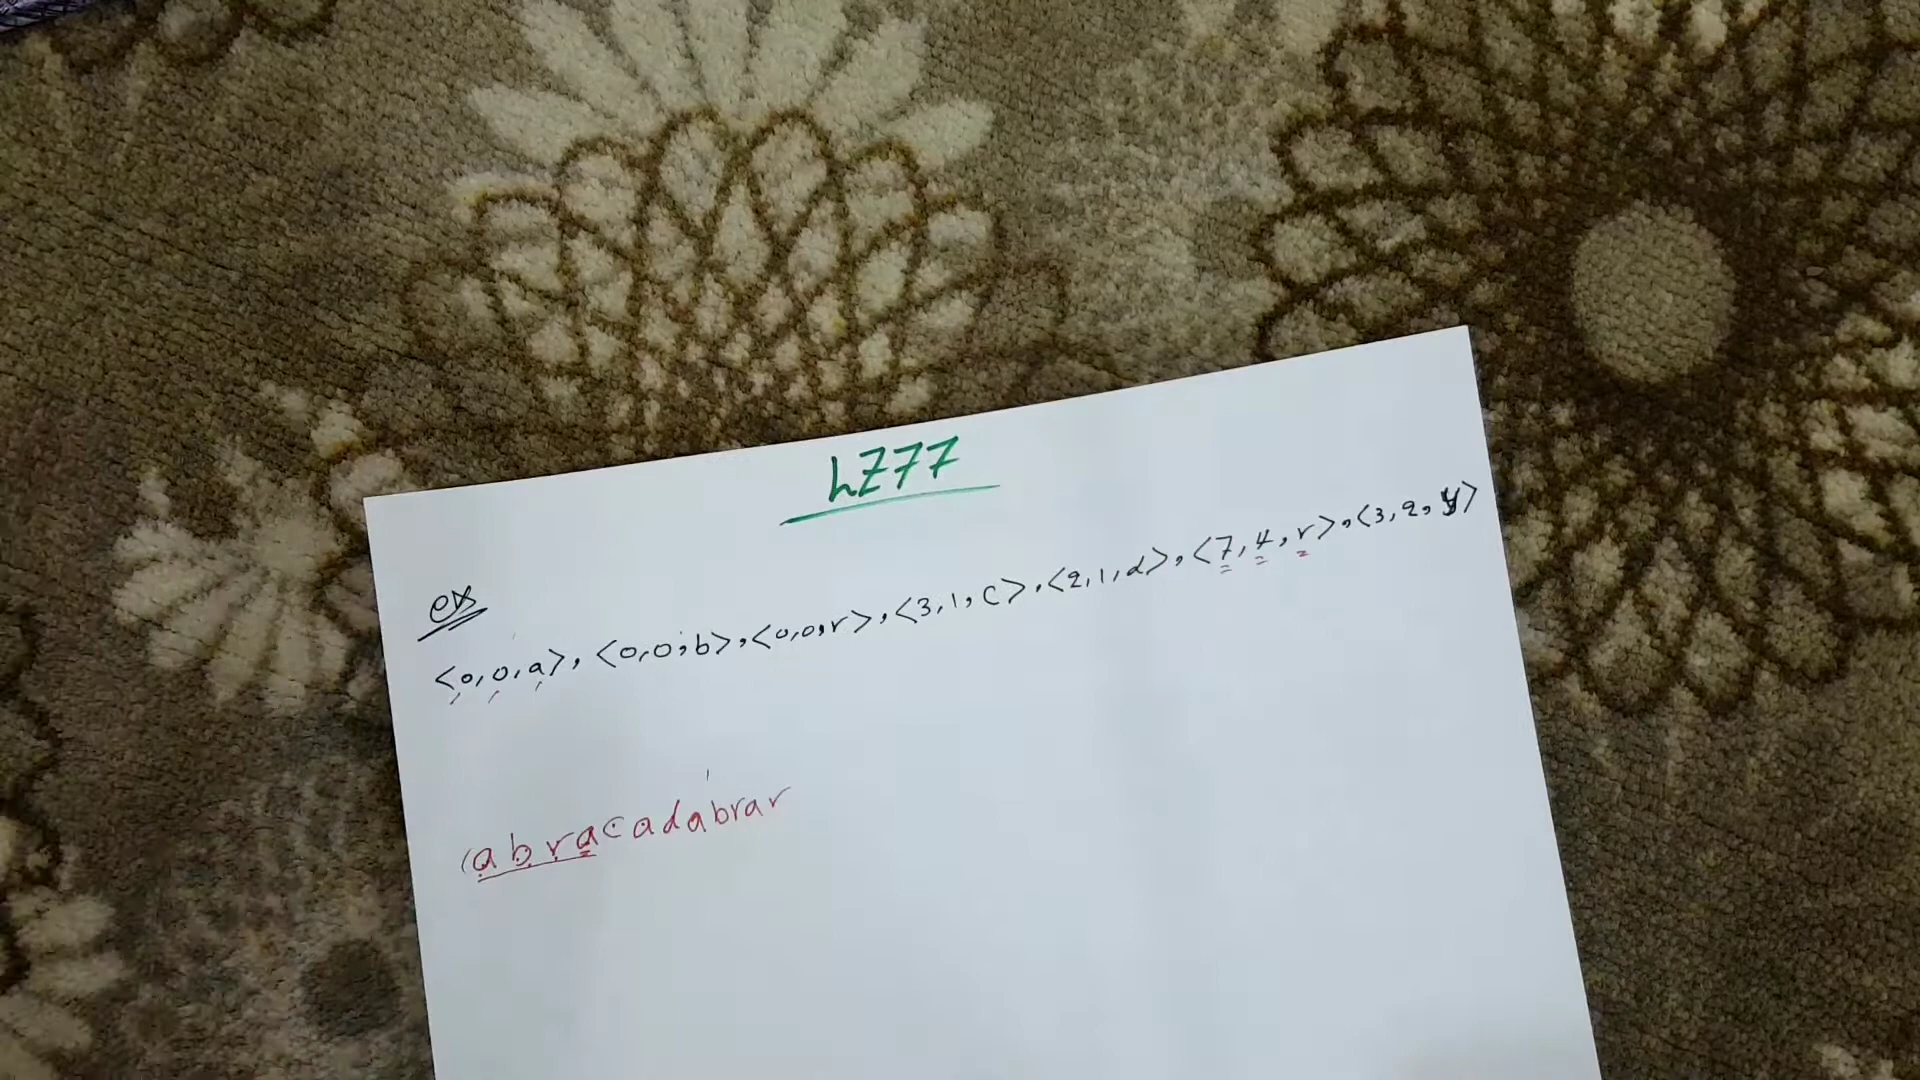 LZ77
ex
<0,0,a>, <0,0,b>, <0,0,r>, <3,1,c>, <2,1,d>, <7,4,r>, <3,2,y>
abracadabrar